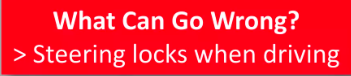 What Can Go Wrong?
> Steering locks when driving